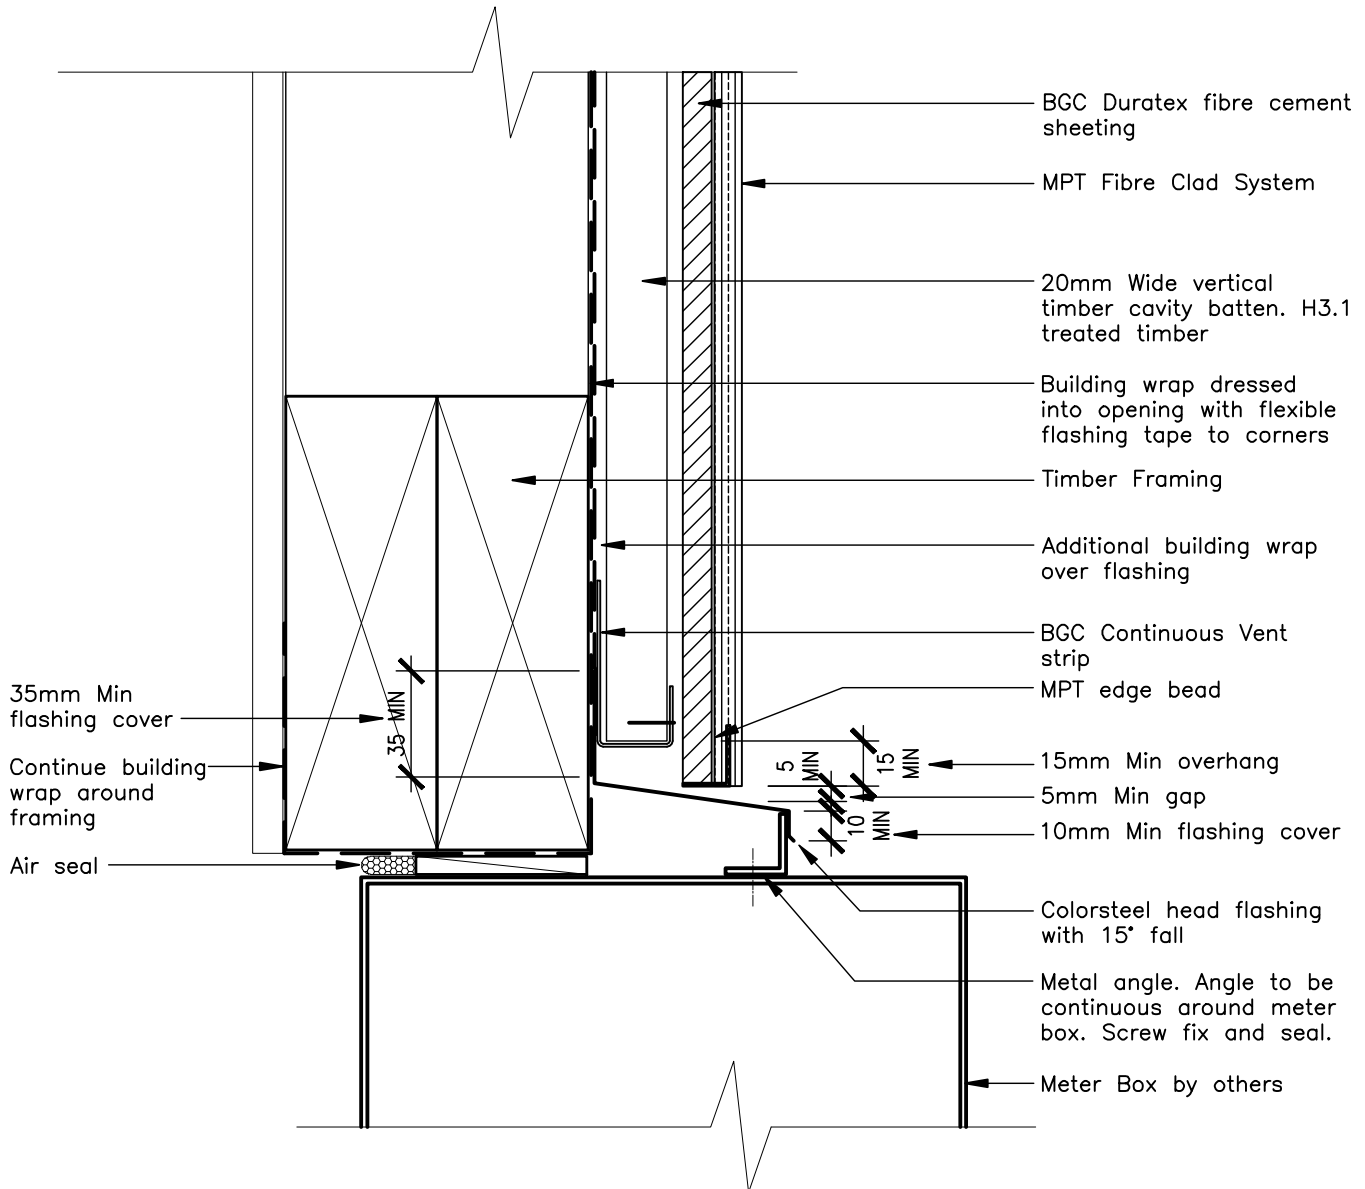 BGC Duratex fibre cement
sheeting
MPT Fibre Clad System
20mm Wide vertical
timber cavity batten. H3.1
treated timber
Building wrap dressed
into opening with flexible
flashing tape to corners
Timber Framing
Additional building wrap
over flashing
BGC Continuous Vent
strip
MPT edge bead
35mm Min
flashing cover
35 MIN
Continue building
wrap around
framing
Air seal
5
MIN
15
MIN
10
MIN
15mm Min overhang
5mm Min gap
10mm Min flashing cover
Colorsteel head flashing
with 15° fall
Metal angle. Angle to be
continuous around meter
box. Screw fix and seal.
Meter Box by others